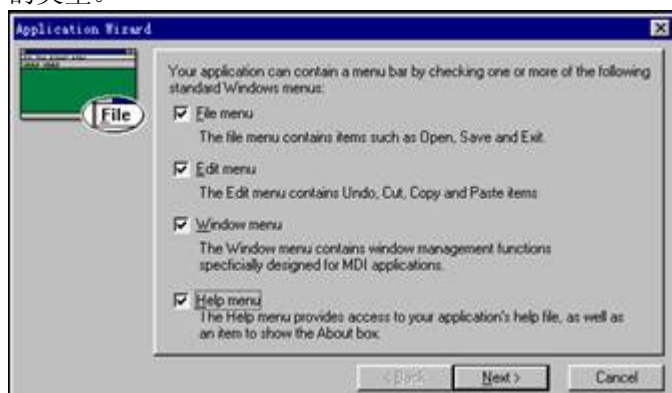 的类型。
Application Wizard
File
Your application can contain a menu bar by checking one or more of the following
standard Windows menus:
File menu
The file menu contains items such as Open, Save and Exit.
Edit menu
The Edit menu contains Undo, Cut, Copy and Paste items
Window menu
The Window menu contains window management functions
specficially designed for MDI applications.
Help menu
The Help menu provides access to your application's help file, as well as
an item to show the About box
< Back
Next >
Cancel